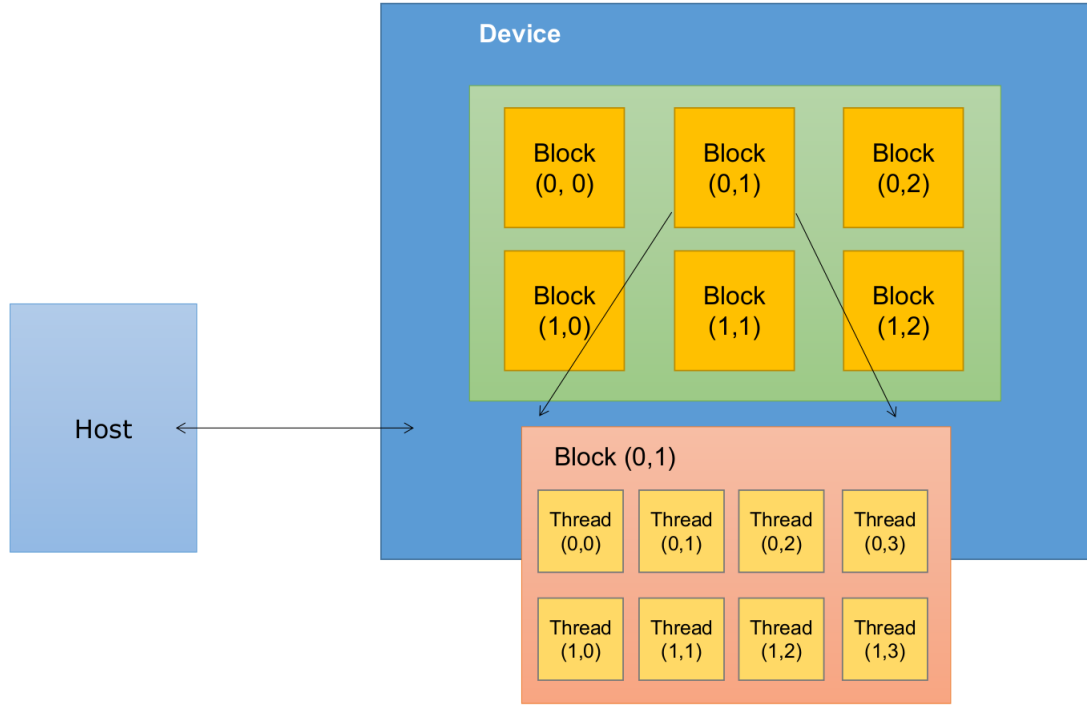 Device
Block
(0, 0)
Block
(0,1)
Block
(0,2)
Block
(1,0)
Block
(1,1)
Block
(1,2)
Host
Block (0,1)
Thread
(0,0)
Thread
(0,1)
Thread
(0,2)
Thread
(0,3)
Thread
(1,0)
Thread
(1,1)
Thread
(1,2)
Thread
(1,3)